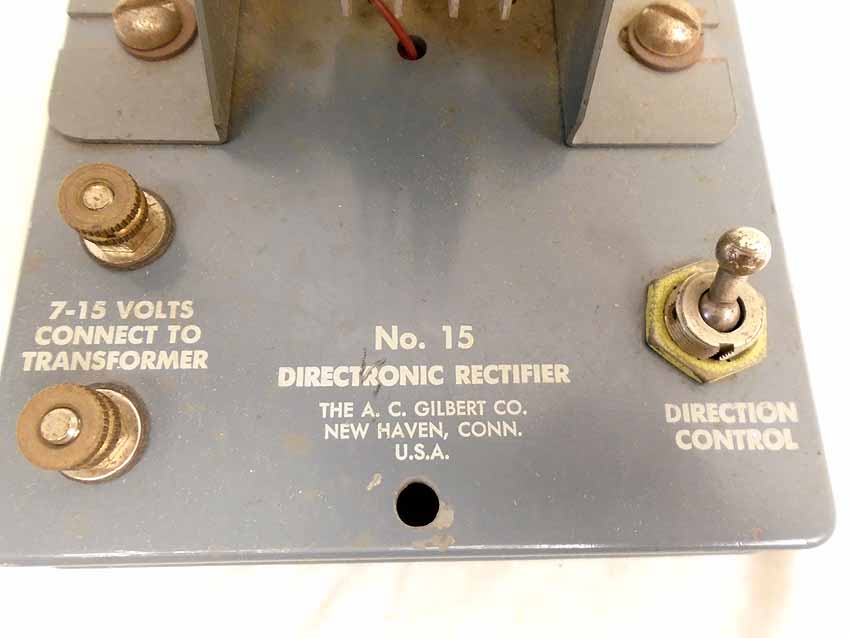 7-15 VOLTS
CONNECT TO
TRANSFORMER
No. 15
DIRECTRONIC RECTIFIER
THE A. C. GILBERT CO.
NEW HAVEN, CONN.
U.S.A.
DIRECTION
CONTROL